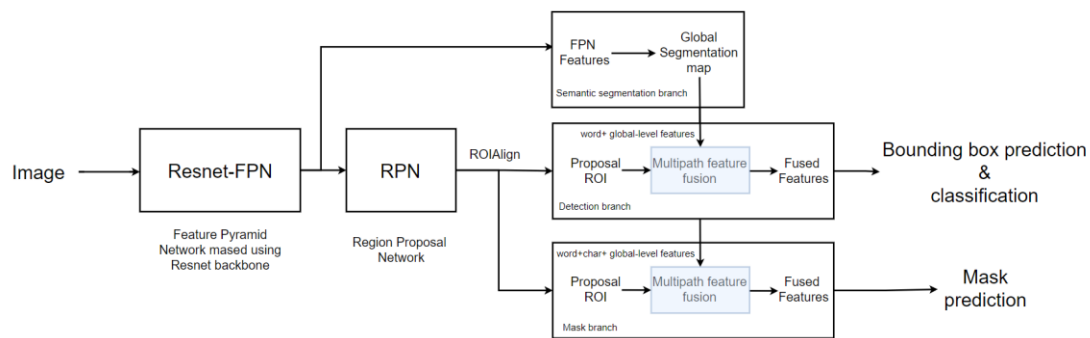 Image
Resnet-FPN
Feature Pyramid
Network mased using
Resnet backbone
RPN
Region Proposal
Network
ROIAlign
FPN
Features
Global
Segmentation
map
Semantic segmentation branch
word+ global-level features
Proposal
ROI
Multipath feature
fusion
Fused
Features
Detection branch
Bounding box prediction
&
classification
word+char+ global-level features
Proposal
ROI
Multipath feature
fusion
Fused
Features
Mask branch
Mask
prediction